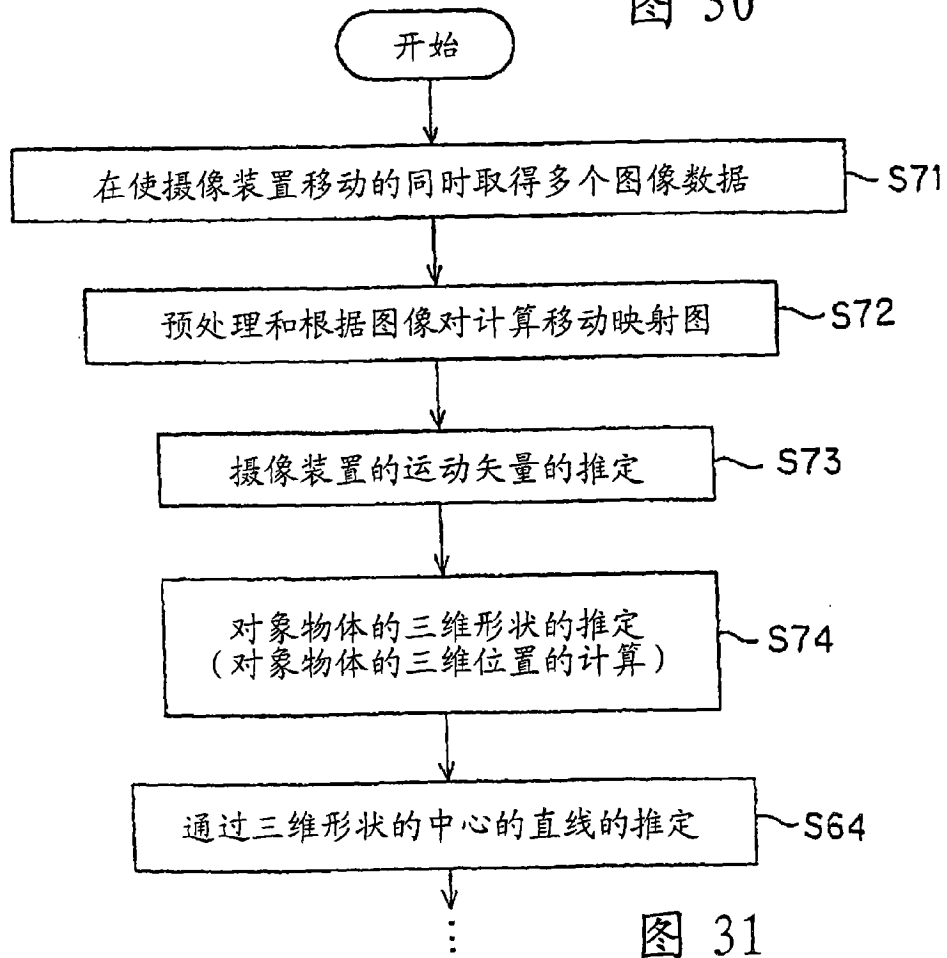 图 30
开始
在使摄像装置移动的同时取得多个图像数据
S71
预处理和根据图像对计算移动映射图
S72
摄像装置的运动矢量的推定
S73
对象物体的三维形状的推定
(对象物体的三维位置的计算)
S74
通过三维形状的中心的直线的推定
S64
图 31